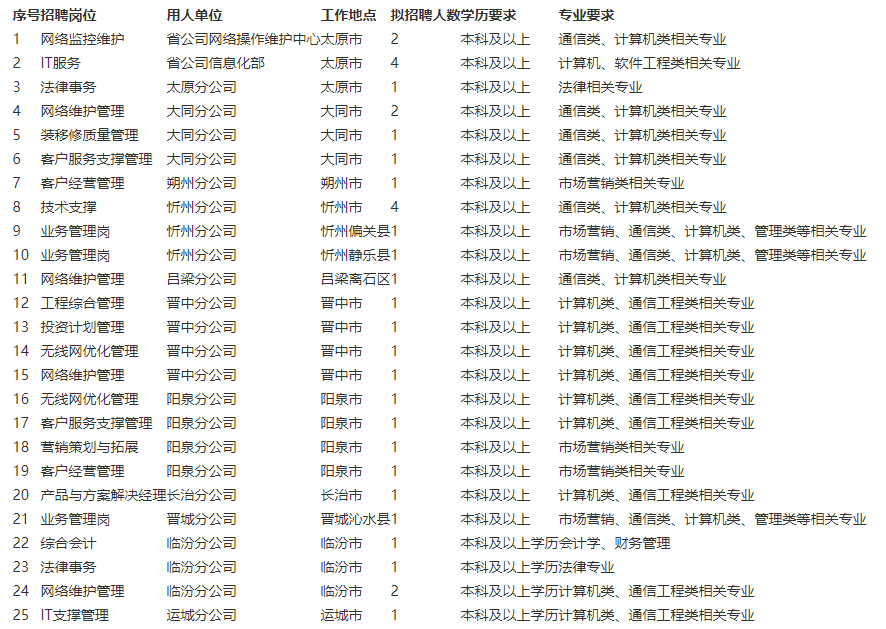 序号招聘岗位 用人单位 工作地点 拟招聘人数学历要求 专业要求
1 网络监控维护 省公司网络操作维护中心太原市 2 本科及以上 通信类、计算机类相关专业
2 IT服务 省公司信息化部 太原市 4 本科及以上 计算机、软件工程类相关专业
3 法律事务 太原分公司 太原市 1 本科及以上 法律相关专业
4 网络维护管理 大同分公司 大同市 2 本科及以上 通信类、计算机类相关专业
5 装移修质量管理 大同分公司 大同市 1 本科及以上 通信类、计算机类相关专业
6 客户服务支撑管理 大同分公司 大同市 1 本科及以上 通信类、计算机类相关专业
7 客户经营管理 朔州分公司 朔州市 1 本科及以上 市场营销类相关专业
8 技术支撑 忻州分公司 忻州市 4 本科及以上 通信类、计算机类相关专业
9 业务管理岗 忻州分公司 忻州偏关县1 本科及以上 市场营销、通信类、计算机类、管理类等相关专业
10 业务管理岗 忻州分公司 忻州静乐县1 本科及以上 市场营销、通信类、计算机类、管理类等相关专业
11 网络维护管理 吕梁分公司 吕梁离石区1 本科及以上 通信类、计算机类相关专业
12 工程综合管理 晋中分公司 晋中市 1 本科及以上 计算机类、通信工程类相关专业
13 投资计划管理 晋中分公司 晋中市 1 本科及以上 计算机类、通信工程类相关专业
14 无线网优化管理 晋中分公司 晋中市 1 本科及以上 计算机类、通信工程类相关专业
15 网络维护管理 晋中分公司 晋中市 1 本科及以上 计算机类、通信工程类相关专业
16 无线网优化管理 阳泉分公司 阳泉市 1 本科及以上 计算机类、通信工程类相关专业
17 客户服务支撑管理 阳泉分公司 阳泉市 1 本科及以上 计算机类、通信工程类相关专业
18 营销策划与拓展 阳泉分公司 阳泉市 1 本科及以上 市场营销类相关专业
19 客户经营管理 阳泉分公司 阳泉市 1 本科及以上 市场营销类相关专业
20 产品与方案解决经理长治分公司 长治市 1 本科及以上 计算机类、通信工程类相关专业
21 业务管理岗 晋城分公司 晋城沁水县1 本科及以上 市场营销、通信类、计算机类、管理类等相关专业
22 综合会计 临汾分公司 临汾市 1 本科及以上学历会计学、财务管理
23 法律事务 临汾分公司 临汾市 1 本科及以上学历法律专业
24 网络维护管理 临汾分公司 临汾市 2 本科及以上学历计算机类、通信工程类相关专业
25 IT支撑管理 运城分公司 运城市 1 本科及以上学历计算机类、通信工程类相关专业